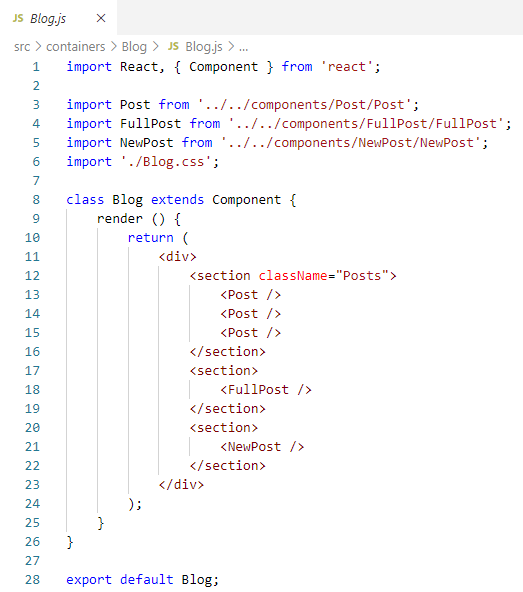 JS Blog.js ×
src > containers > Blog > JS Blog.js > ...
1 import React, { Component } from 'react';
2
3 import Post from '../../components/Post/Post';
4 import FullPost from '../../components/FullPost/FullPost';
5 import NewPost from '../../components/NewPost/NewPost';
6 import './Blog.css';
7
8 class Blog extends Component {
9     render () {
10         return (
11             <div>
12                 <section className="Posts">
13                     <Post />
14                     <Post />
15                     <Post />
16                 </section>
17                 <section>
18                     <FullPost />
19                 </section>
20                 <section>
21                     <NewPost />
22                 </section>
23             </div>
24         );
25     }
26 }
27
28 export default Blog;